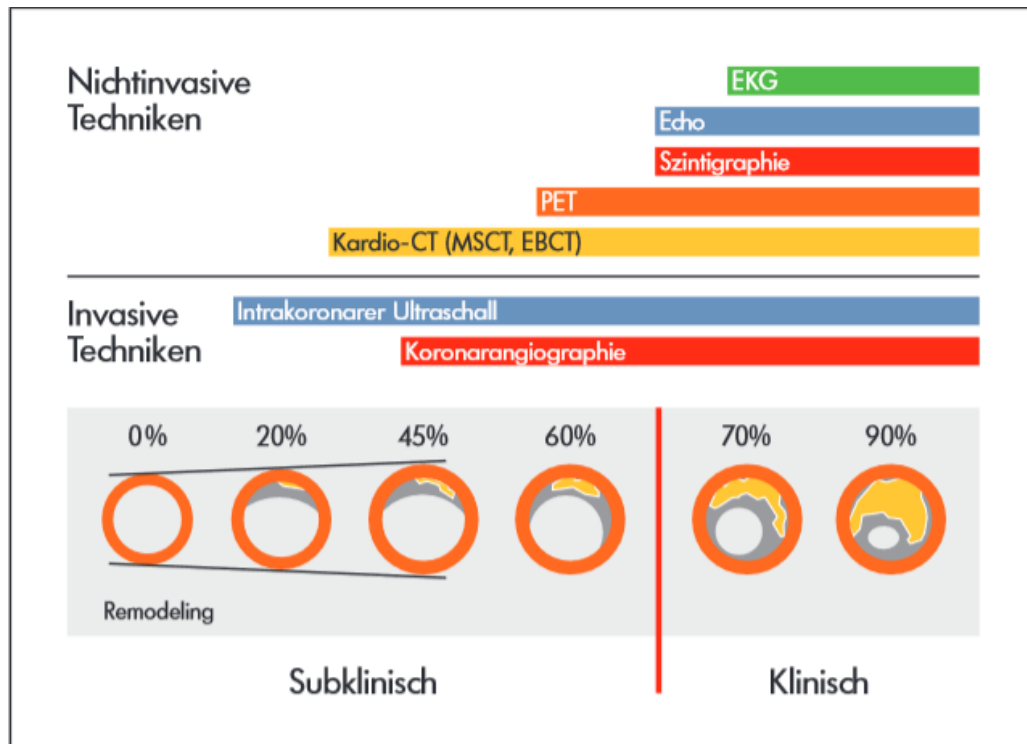 Nichtinvasive
Techniken
EKG
Echo
Szintigraphie
PET
Kardio-CT (MSCT, EBCT)
Invasive
Techniken
Intrakoronarer Ultraschall
Koronarangiographie
0% 20% 45% 60% 70% 90%
Remodeling
Subklinisch Klinisch